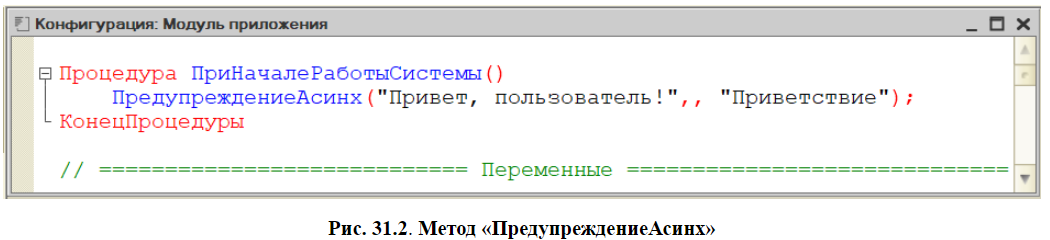 Конфигурация: Модуль приложения
Процедура ПриНачалеРаботыСистемы()
ПредупреждениеАсинх("Привет, пользователь!",, "Приветствие");
КонецПроцедуры
// ============================ Переменные =============================
Рис. 31.2. Метод «ПредупреждениеАсинх»